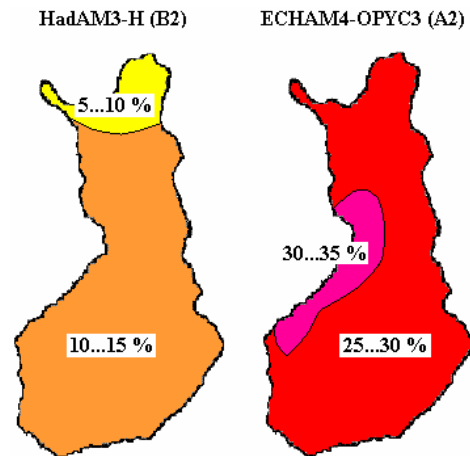 HadAM3-H (B2)
ECHAM4-OPYC3 (A2)
5...10 %
30...35 %
10...15 %
25...30 %